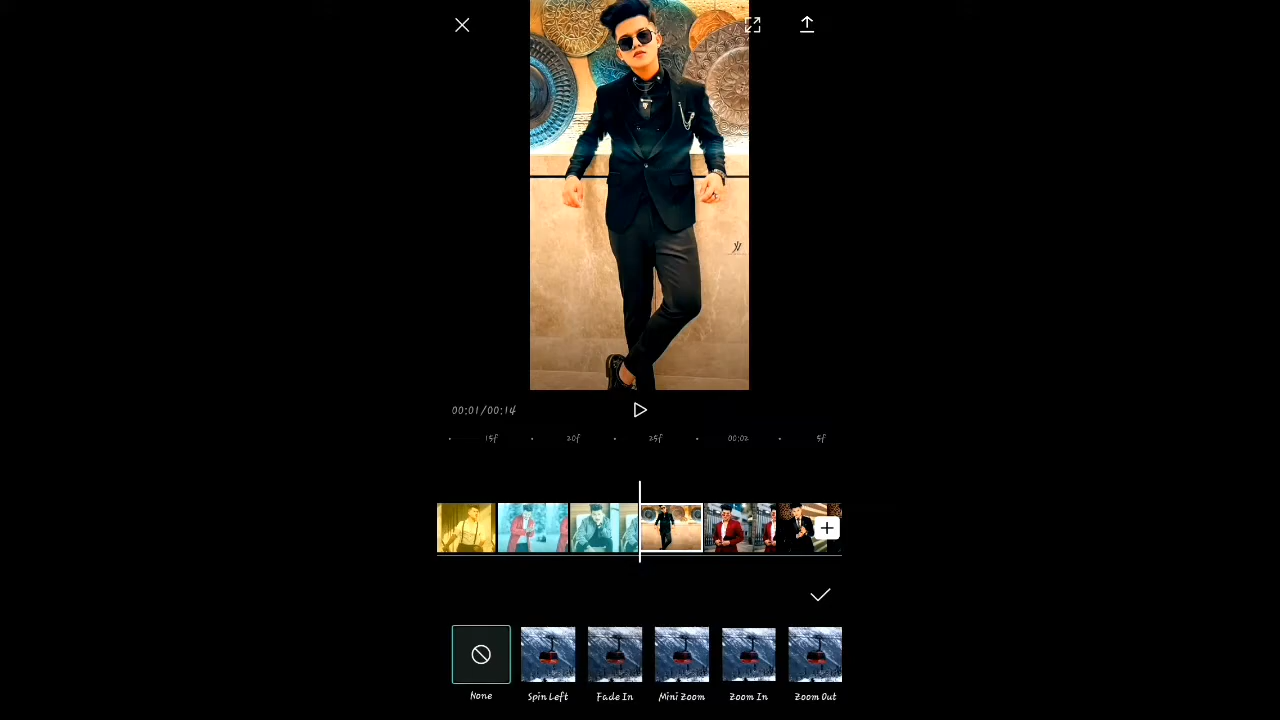 00:01/00:14
15f 20f 25f 00:02 5f
None Spin Left Fade In Mini Zoom Zoom In Zoom Out